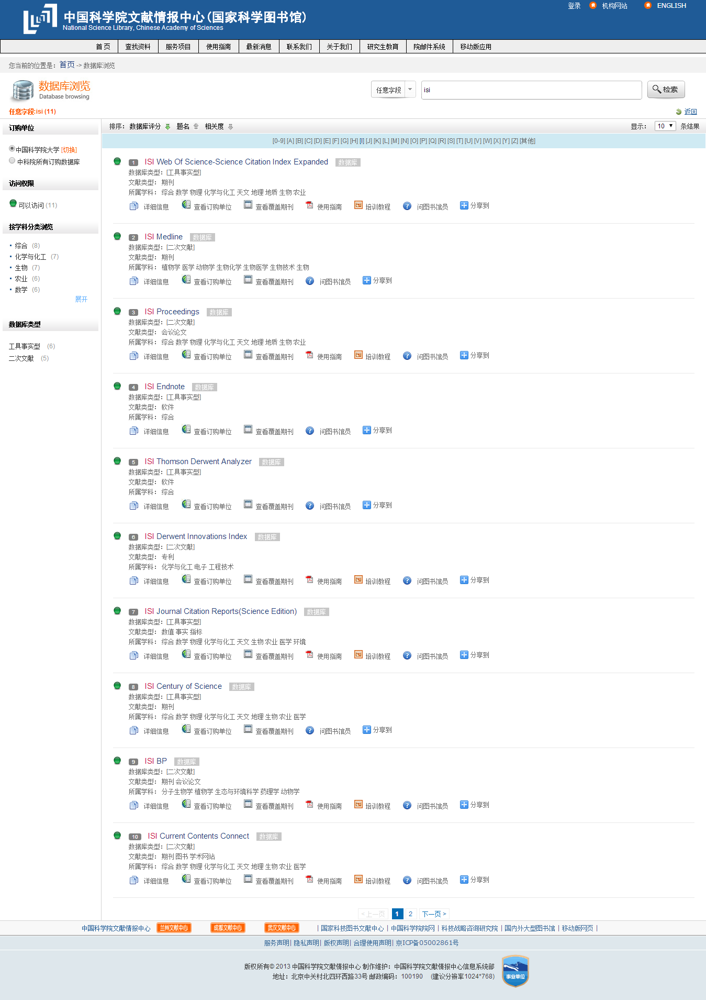 登录 机构网站 ENGLISH
中国科学院文献情报中心(国家科学图书馆)
National Science Library, Chinese Academy of Sciences
首 页 查找资料 服务项目 使用指南 最新消息 联系我们 关于我们 研究生教育 院邮件系统 移动版应用
您当前的位置是：首页 -> 数据库浏览
数据库浏览
Database browsing
任意字段 isi 检索
任意字段:isi (11)
返回
订购单位
中国科学院大学 [切换]
中科院所有订购数据库
访问权限
可以访问 (11)
按学科分类浏览
综合 (8)
化学与化工 (7)
生物 (7)
农业 (6)
数学 (6)
展开
数据库类型
工具事实型 (6)
二次文献 (5)
排序： 数据库评分 题名 相关度 显示： 10 条结果
[0-9] [A] [B] [C] [D] [E] [F] [G] [H] [I] [J] [K] [L] [M] [N] [O] [P] [Q] [R] [S] [T] [U] [V] [W] [X] [Y] [Z] [其他]
1 ISI Web Of Science-Science Citation Index Expanded 数据库
数据库类型：[工具事实型]
文献类型： 期刊
所属学科： 综合 数学 物理 化学与化工 天文 地理 地质 生物 农业
详细信息 查看订购单位 查看覆盖期刊 使用指南 培训教程 问图书馆员 分享到
2 ISI Medline 数据库
数据库类型：[二次文献]
文献类型： 期刊
所属学科： 植物学 医学 动物学 生物化学 生物医学 生物技术 生物
详细信息 查看订购单位 查看覆盖期刊 问图书馆员 分享到
3 ISI Proceedings 数据库
数据库类型：[二次文献]
文献类型： 会议论文
所属学科： 综合 数学 物理 化学与化工 天文 地理 地质 生物 农业
详细信息 查看订购单位 查看覆盖期刊 使用指南 培训教程 问图书馆员 分享到
4 ISI Endnote 数据库
数据库类型：[工具事实型]
文献类型： 软件
所属学科： 综合
详细信息 查看订购单位 查看覆盖期刊 问图书馆员 分享到
5 ISI Thomson Derwent Analyzer 数据库
数据库类型：[工具事实型]
文献类型： 软件
所属学科： 综合
详细信息 查看订购单位 查看覆盖期刊 问图书馆员 分享到
6 ISI Derwent Innovations Index 数据库
数据库类型：[二次文献]
文献类型： 专利
所属学科： 化学与化工 电子 工程技术
详细信息 查看订购单位 查看覆盖期刊 使用指南 培训教程 问图书馆员 分享到
7 ISI Journal Citation Reports(Science Edition) 数据库
数据库类型：[工具事实型]
文献类型： 数值 事实 指标
所属学科： 综合 数学 物理 化学与化工 天文 生物 农业 医学 环境
详细信息 查看订购单位 查看覆盖期刊 使用指南 培训教程 问图书馆员 分享到
8 ISI Century of Science 数据库
数据库类型：[工具事实型]
文献类型： 期刊
所属学科： 综合 数学 物理 化学与化工 天文 地理 生物 农业 医学
详细信息 查看订购单位 查看覆盖期刊 问图书馆员 分享到
9 ISI BP 数据库
数据库类型：[二次文献]
文献类型： 期刊 会议论文
所属学科： 分子生物学 植物学 生态与环境科学 药理学 动物学
详细信息 查看订购单位 查看覆盖期刊 使用指南 培训教程 问图书馆员 分享到
10 ISI Current Contents Connect 数据库
数据库类型：[二次文献]
文献类型： 期刊 图书 学术网站
所属学科： 综合 数学 物理 化学与化工 天文 地理 生物 农业 医学
详细信息 查看订购单位 查看覆盖期刊 使用指南 培训教程 问图书馆员 分享到
< 上一页 1 2 下一页 >
中国科学院文献情报中心 兰州文献中心 成都文献中心 武汉文献中心 | 国家科技图书文献中心 | 中国科学院院网 | 科技战略咨询研究院 | 国内外大型图书馆 | 移动版网页 |
服务声明| 隐私声明| 版权声明| 合理使用声明| 京ICP备05002861号
版权所有© 2013 中国科学院文献情报中心 制作维护：中国科学院文献情报中心信息系统部
地址：北京中关村北四环西路33号 邮政编码：100190 (建议分辨率1024*768)
事业单位